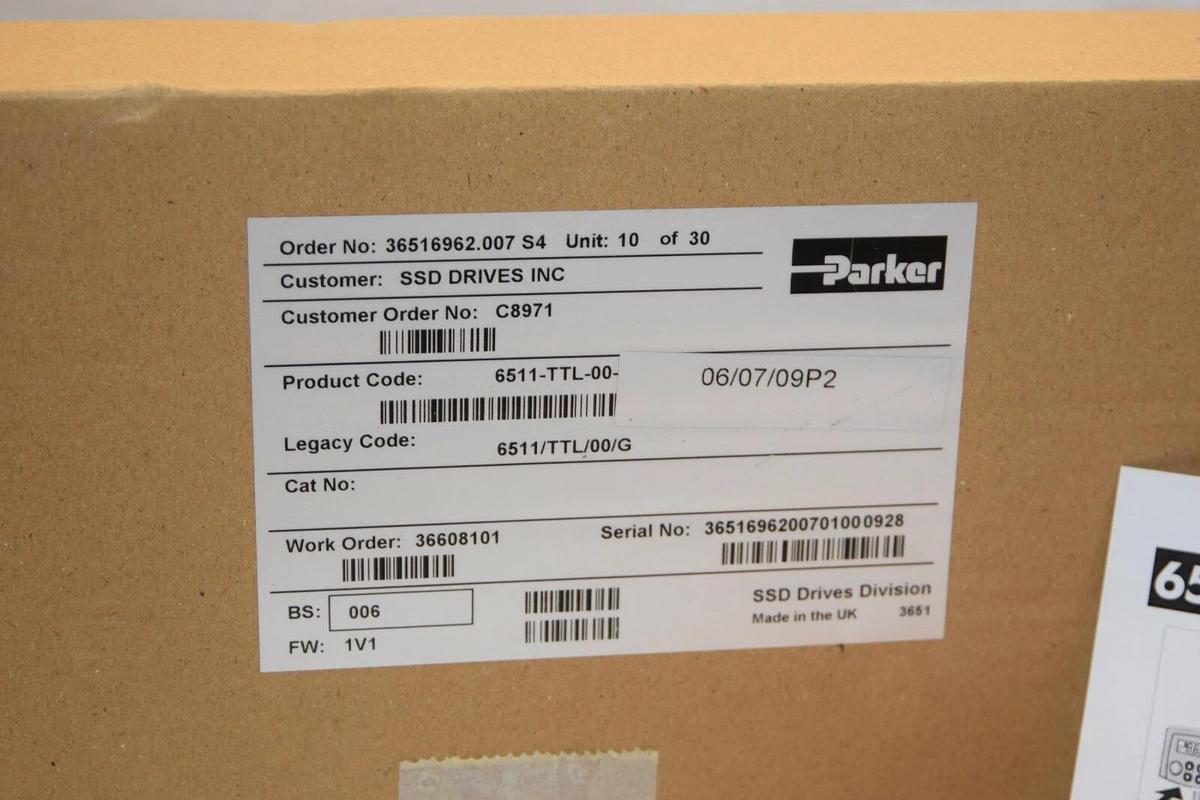 Order No: 36516962.007 S4 Unit: 10 of 30
Parker
Customer: SSD DRIVES INC
Customer Order No: C8971
Product Code: 6511-TTL-00-
06/07/09P2
Legacy Code: 6511/TTL/00/G
Cat No:
Work Order: 36608101 Serial No: 3651696200701000928
BS: 006
SSD Drives Division
Made in the UK 3651
FW: 1V1
65